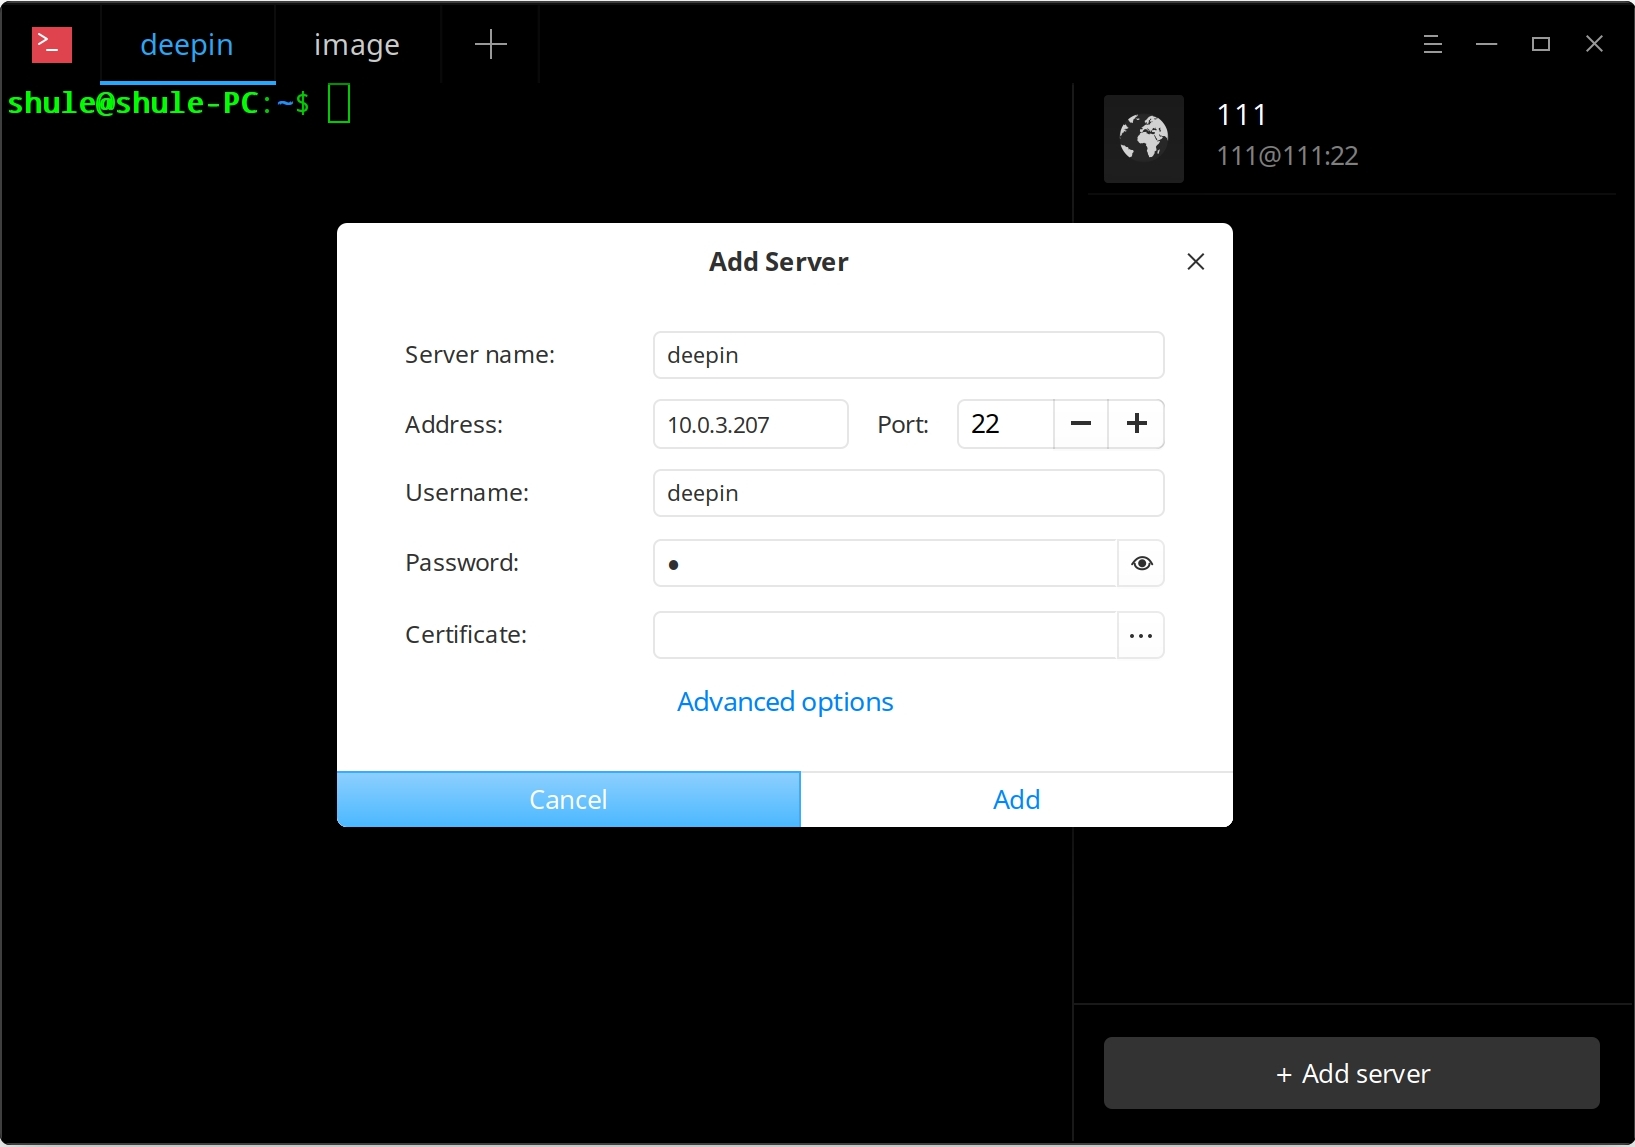 deepin image
shule@shule-PC:~$
111
111@111:22
Add Server
Server name: deepin
Address: 10.0.3.207 Port: 22
Username: deepin
Password: ●
Certificate:
Advanced options
Cancel Add
+ Add server